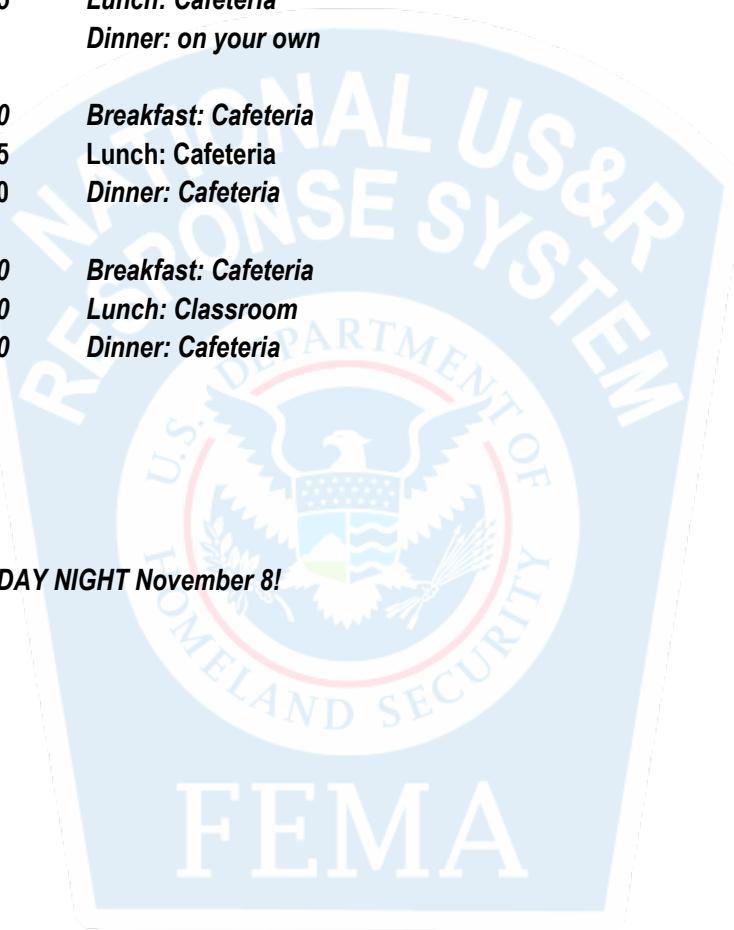 Lunch: Cafeteria
Dinner: on your own
0 Breakfast: Cafeteria
5 Lunch: Cafeteria
0 Dinner: Cafeteria
0 Breakfast: Cafeteria
0 Lunch: Classroom
0 Dinner: Cafeteria
DAY NIGHT November 8!
NATIONAL US&R
RESPONSE SYSTEM
U.S. DEPARTMENT OF
HOMELAND SECURITY
FEMA